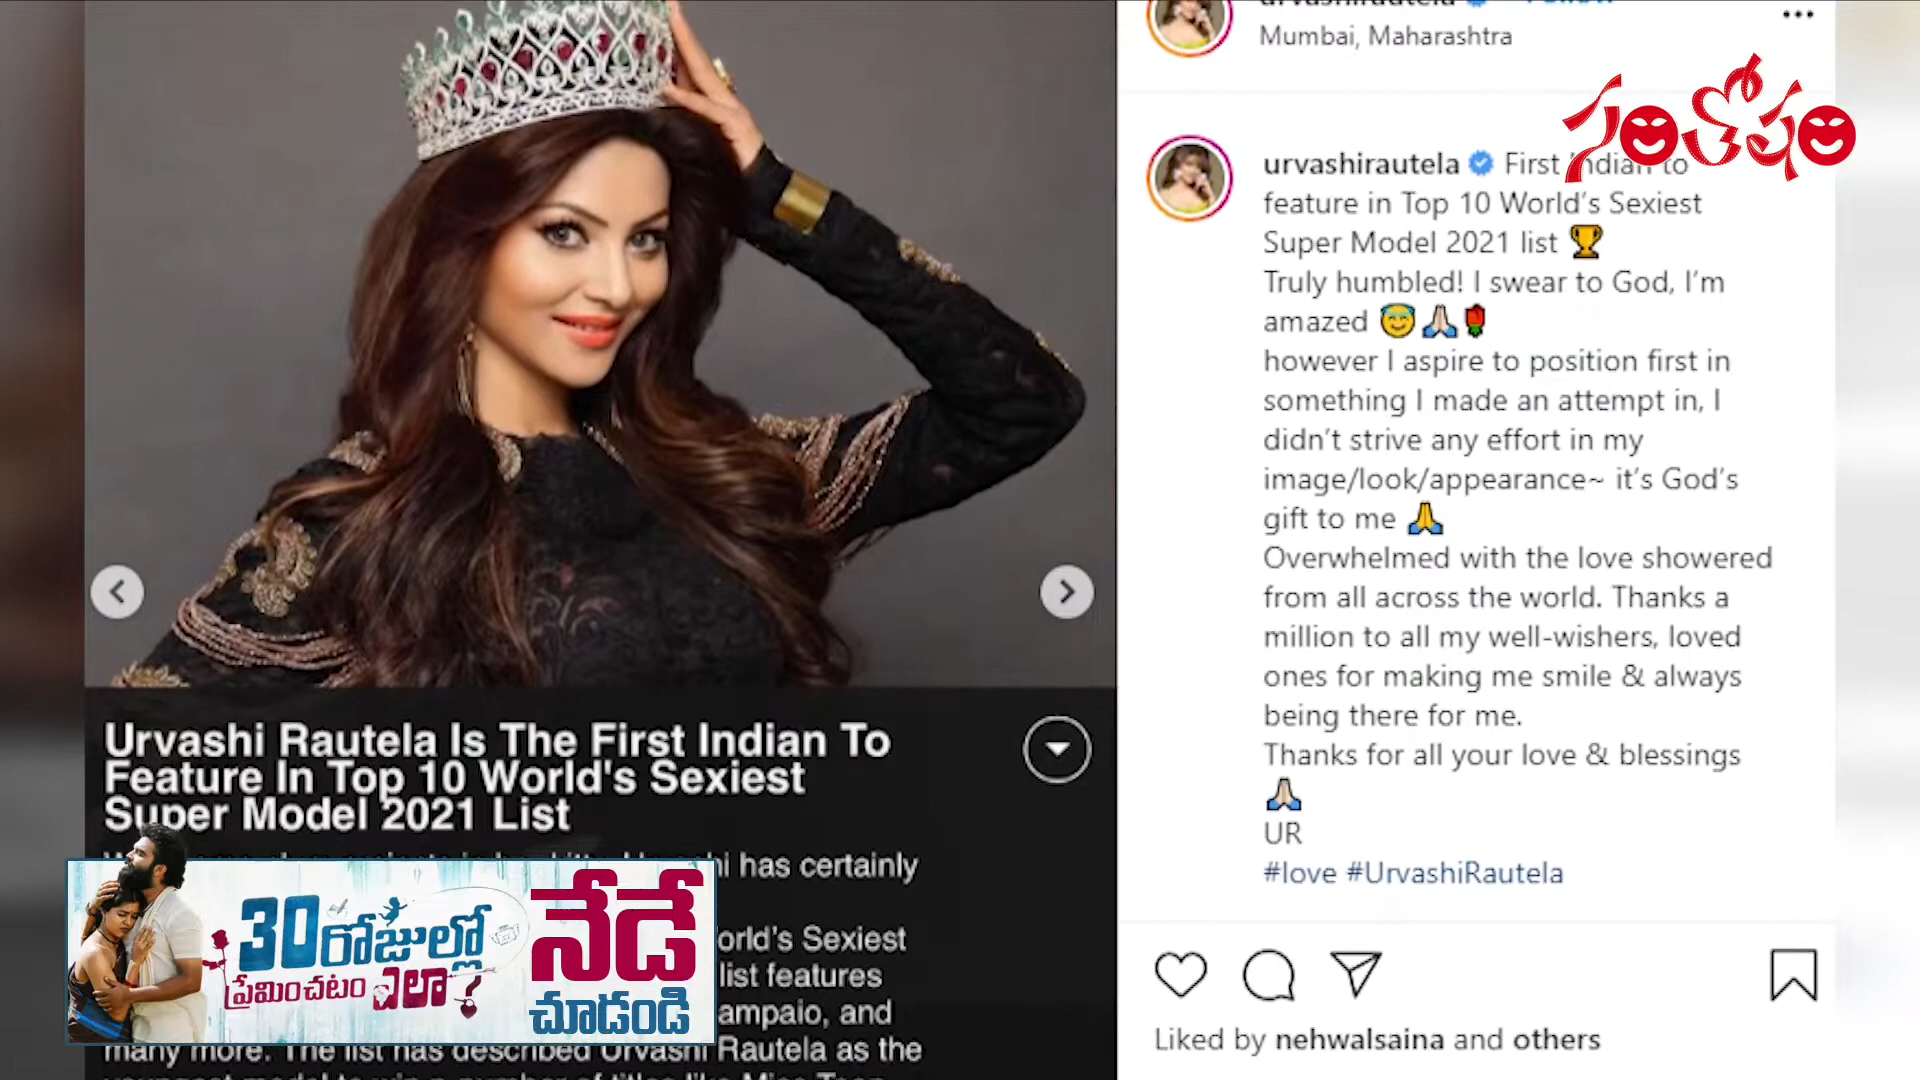 urvashirautela
Mumbai, Maharashtra
సంతోషం
urvashirautela First Indian to
feature in Top 10 World's Sexiest
Super Model 2021 list 🏆
Truly humbled! I swear to God, I'm
amazed 😇🙏🏻🌹
however I aspire to position first in
something I made an attempt in, I
didn't strive any effort in my
image/look/appearance~ it's God's
gift to me 🙏
Overwhelmed with the love showered
from all across the world. Thanks a
million to all my well-wishers, loved
ones for making me smile & always
being there for me.
Thanks for all your love & blessings
🙏🏻
UR
#love #UrvashiRautela
Liked by nehwalsaina and others
Urvashi Rautela Is The First Indian To
Feature In Top 10 World's Sexiest
Super Model 2021 List
has certainly
Sexiest
list features
and
many more. The list has described Urvashi Rautela as the
30 రోజుల్లో
ప్రేమించటం ఎలా?
నేడే
చూడండి